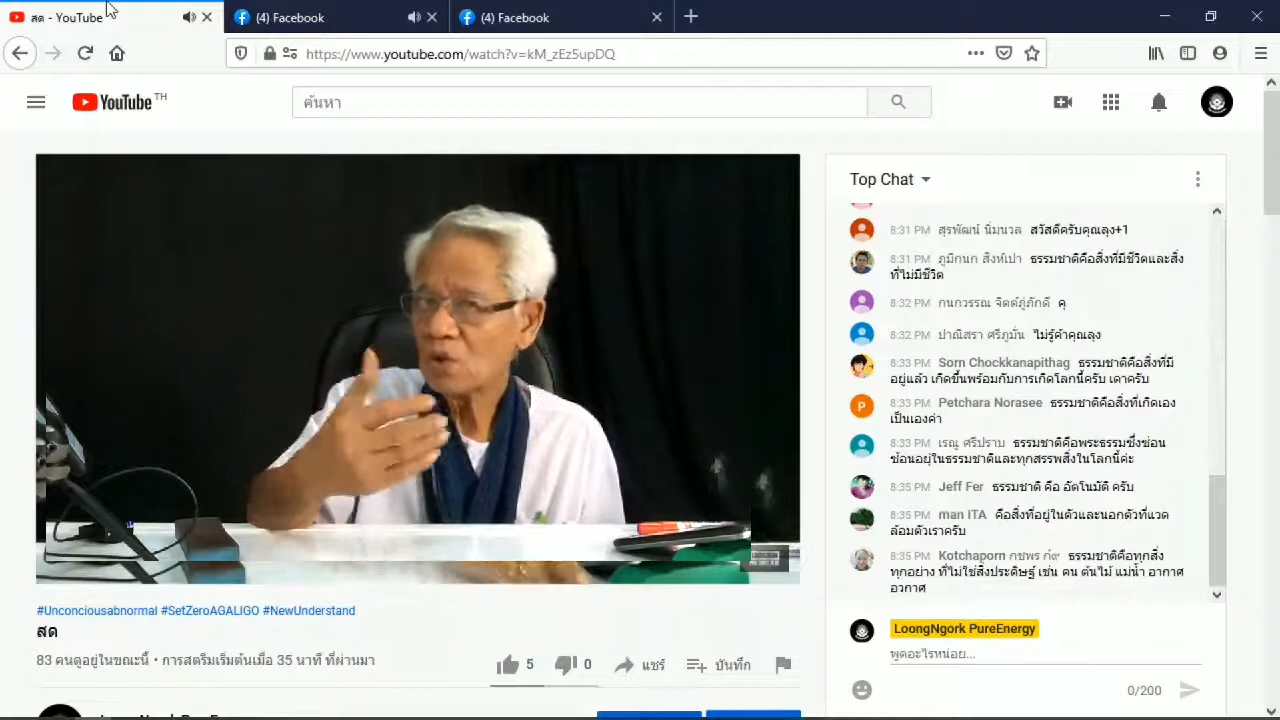 สด - YouTube
(4) Facebook
(4) Facebook
https://www.youtube.com/watch?v=kM_zEz5upDQ
YouTube TH
ค้นหา
Top Chat
8:31 PM สุรพัฒน์ นิ่มนวล สวัสดีครับคุณลุง+1
8:31 PM ภูมิกนก สิงห์เปา ธรรมชาติคือสิ่งที่มีชีวิตและสิ่ง
ที่ไม่มีชีวิต
8:32 PM กนกวรรณ จิตต์ภู่ภักดี คุ
8:32 PM ปาณิสรา ศรีภูมั่น ไม่รู้ค้าคุณลุง
8:33 PM Sorn Chockkanapithag ธรรมชาติคือสิ่งที่มี
อยู่แล้ว เกิดขึ้นพร้อมกับการเกิดโลกนี้ครับ เดาครับ
8:33 PM Petchara Norasee ธรรมชาติคือสิ่งที่เกิดเอง
เป็นเองค่า
8:33 PM เรณู ศรีปราบ ธรรมชาติคือพระธรรมซึ่งซ่อน
ซ้อนอยู่ในธรรมชาติและทุกสรรพสิ่งในโลกนี้ค่ะ
8:35 PM Jeff Fer ธรรมชาติ คือ อัตโนมัติ ครับ
8:35 PM man ITA คือสิ่งที่อยู่ในตัวและนอกตัวที่แวด
ล้อมตัวเราครับ
8:35 PM Kotchaporn กชพร ก๋ฯ ธรรมชาติคือทุกสิ่ง
ทุกอย่าง ที่ไม่ใช่สิ่งประดิษฐ์ เช่น คน ต้นไม้ แม่น้ำ อากาศ
อวกาศ
LoongNgork PureEnergy
พูดอะไรหน่อย...
0/200
#Unconciousabnormal #SetZeroAGALIGO #NewUnderstand
สด
83 คนดูอยู่ในขณะนี้ • การสตรีมเริ่มต้นเมื่อ 35 นาที ที่ผ่านมา
5 0 แชร์ บันทึก